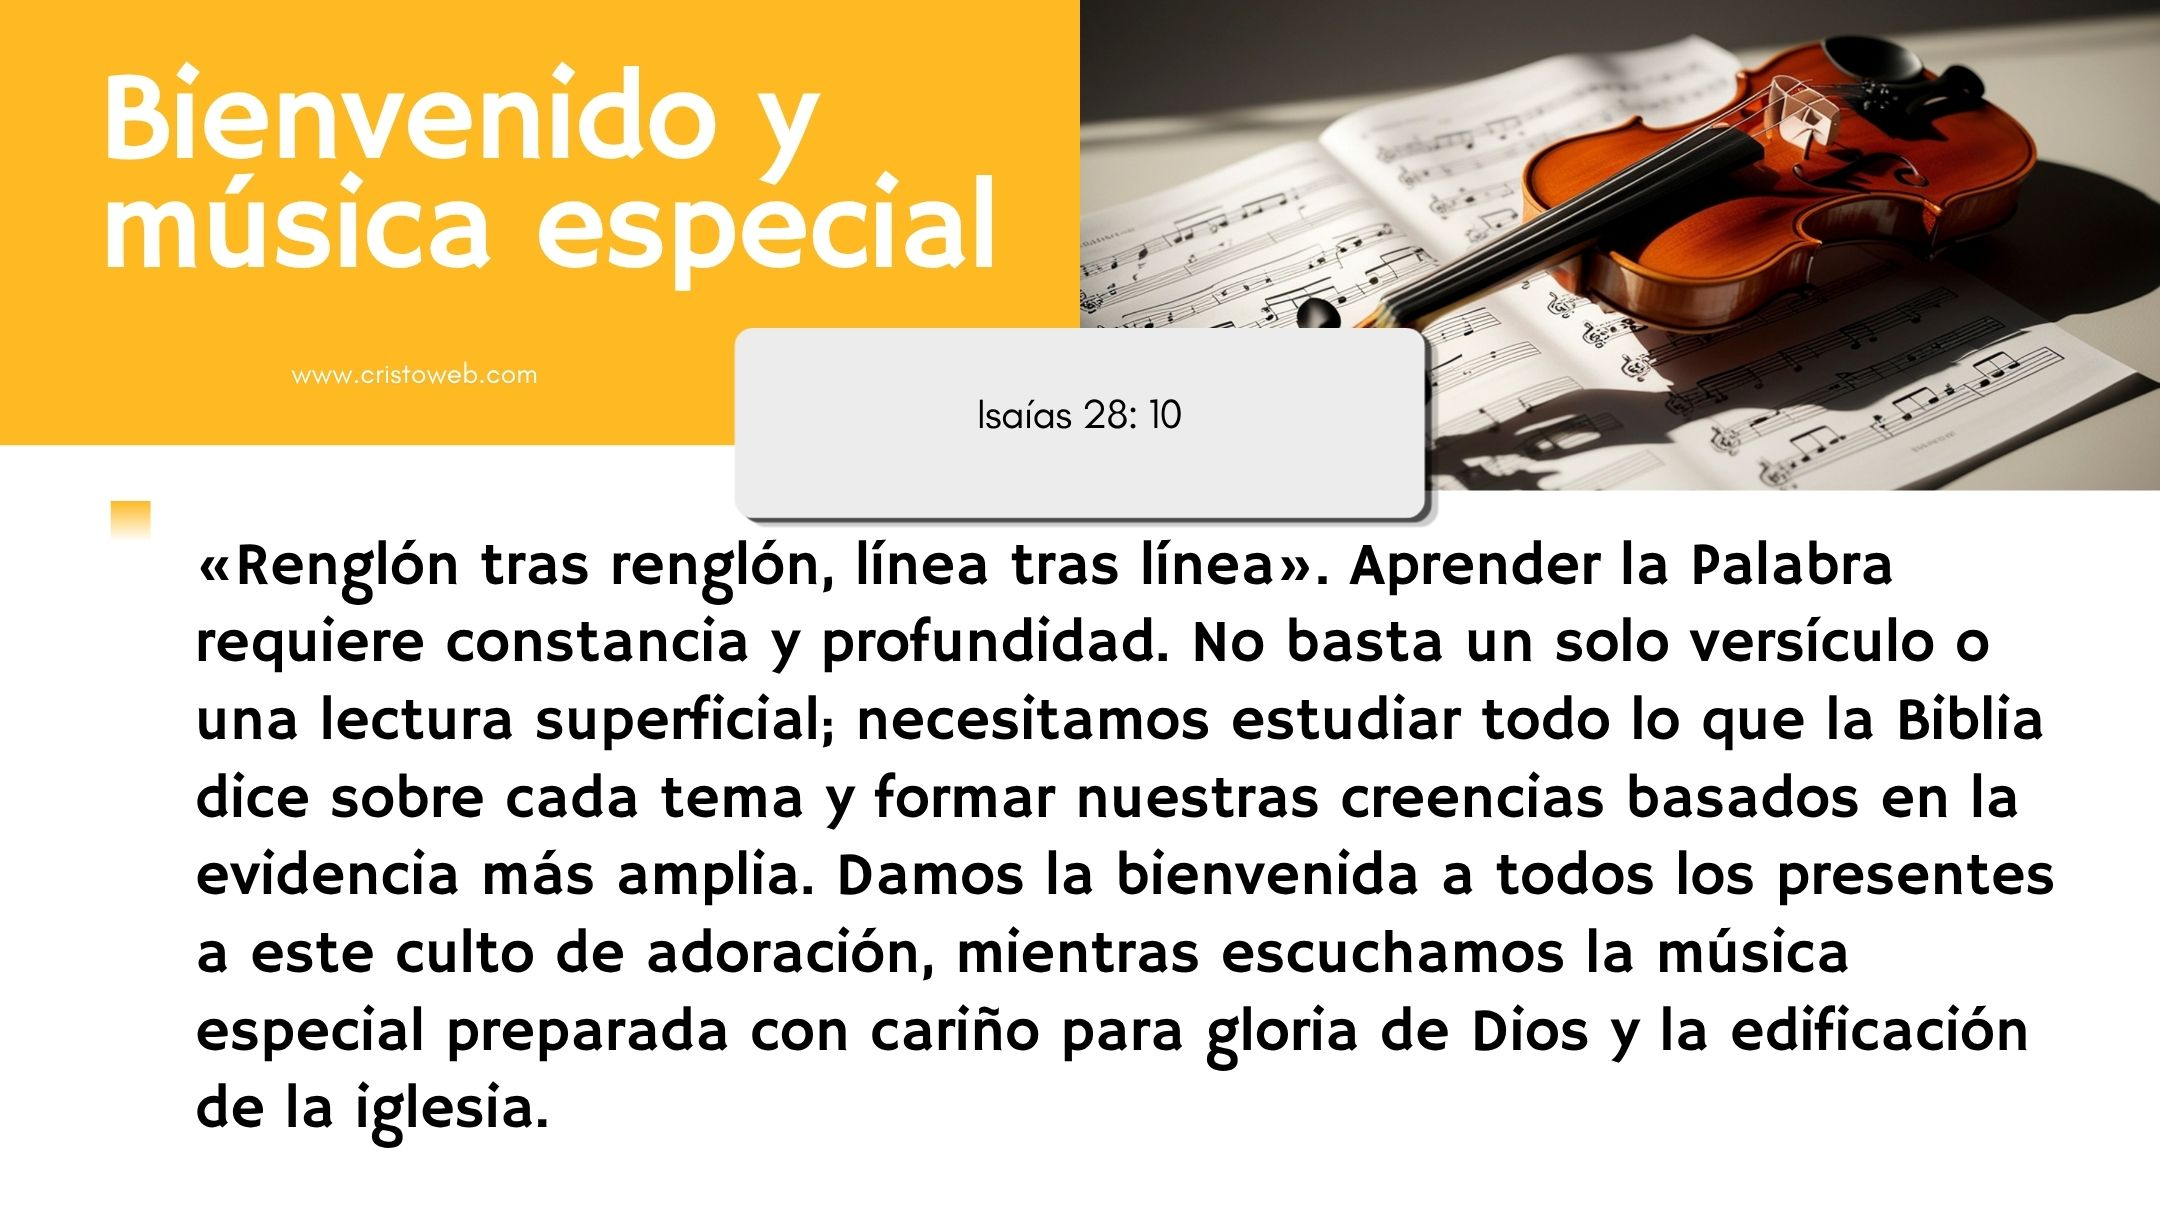 Bienvenido y
música especial
www.cristoweb.com
Isaías 28: 10
«Renglón tras renglón, línea tras línea». Aprender la Palabra
requiere constancia y profundidad. No basta un solo versículo o
una lectura superficial; necesitamos estudiar todo lo que la Biblia
dice sobre cada tema y formar nuestras creencias basados en la
evidencia más amplia. Damos la bienvenida a todos los presentes
a este culto de adoración, mientras escuchamos la música
especial preparada con cariño para gloria de Dios y la edificación
de la iglesia.